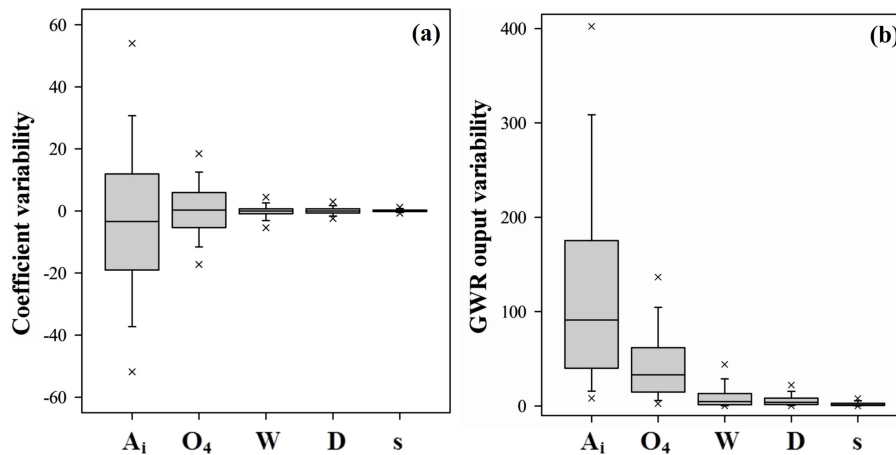 (a)
Coefficient variability
60
40
20
0
-20
-40
-60
Aᵢ O₄ W D s
(b)
GWR ouput variability
400
300
200
100
0
Aᵢ O₄ W D s